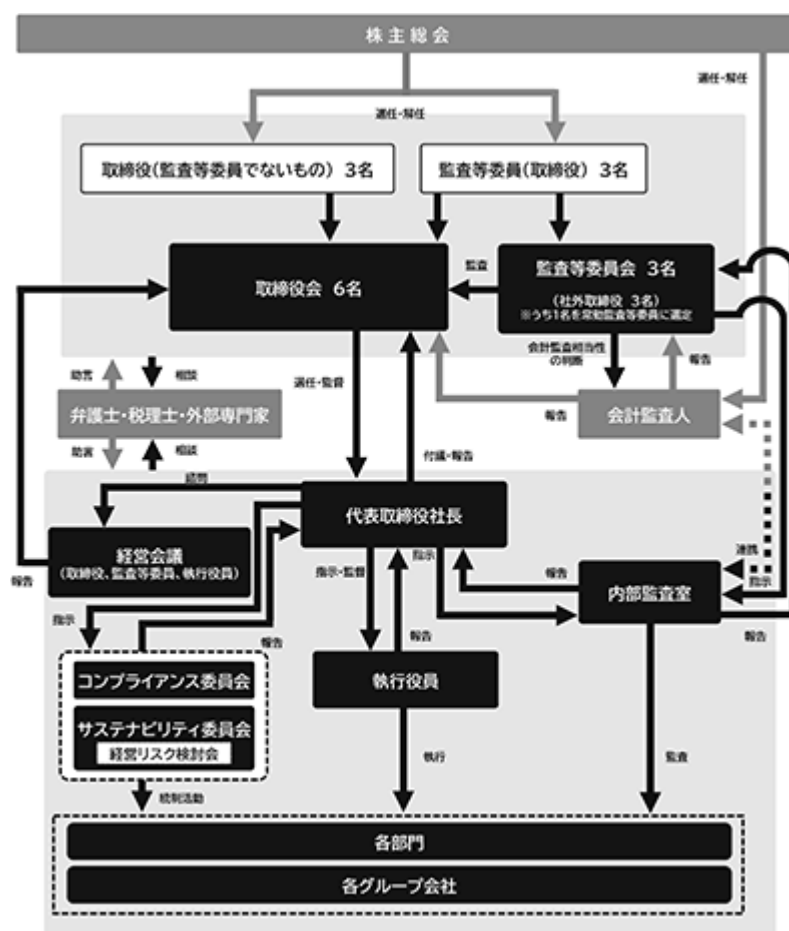 株主総会
選任・解任
選任・解任
取締役(監査等委員でないもの) 3名
監査等委員(取締役) 3名
取締役会 6名
監査
監査等委員会 3名
(社外取締役 3名)
※うち1名を常勤監査等委員に選定
会計監査相当性
の判断
報告
助言
相談
選任・監督
弁護士・税理士・外部専門家
報告
会計監査人
助言
相談
付議・報告
諮問
代表取締役社長
経営会議
(取締役、監査等委員、執行役員)
報告
指示・監督
指示
報告
連携
指示
内部監査室
指示
報告
報告
報告
コンプライアンス委員会
執行役員
サステナビリティ委員会
経営リスク検討会
執行
監査
統制活動
各部門
各グループ会社